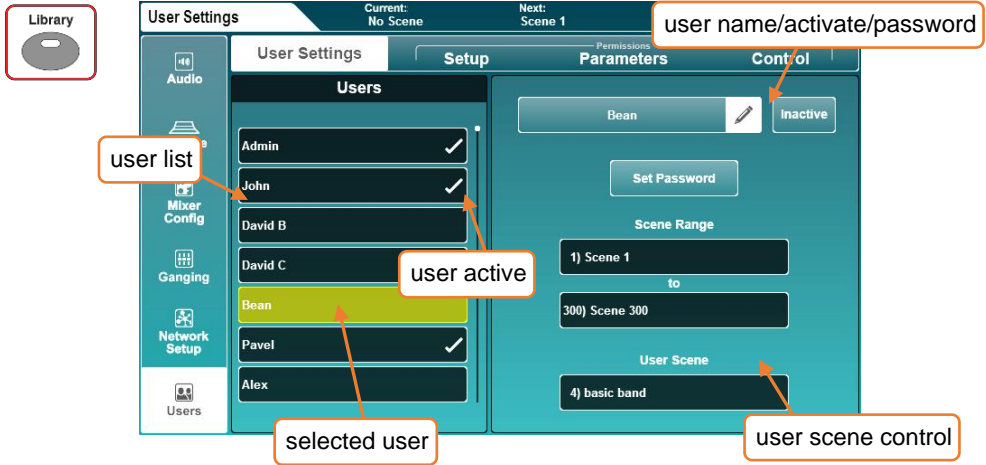 Library
User Settings
Current:
No Scene
Next:
Scene 1
user name/activate/password
Audio
User Settings
Permissions
Setup
Parameters
Control
Users
Bean
Inactive
Admin
user list
John
Set Password
Mixer
Config
David B
Scene Range
David C
user active
1) Scene 1
Ganging
to
Bean
300) Scene 300
Network
Setup
Pavel
User Scene
Alex
4) basic band
Users
selected user
user scene control